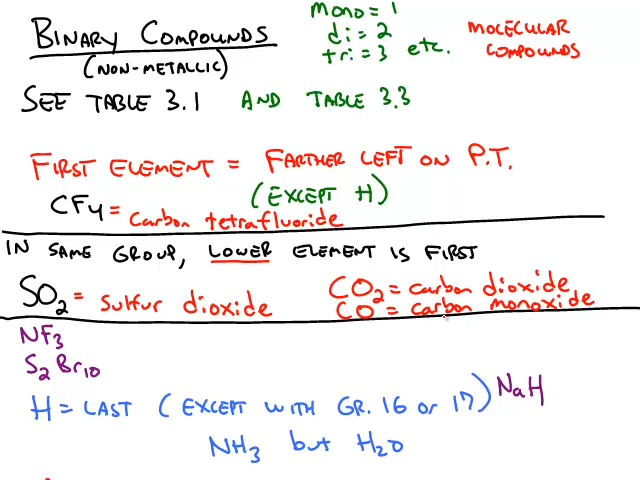 BINARY COMPOUNDS
(NON-METALLIC)
mono = 1
di = 2
tri = 3 etc.
MOLECULAR
COMPOUNDS
SEE TABLE 3.1 AND TABLE 3.3
FIRST ELEMENT = FARTHER LEFT ON P.T.
(EXCEPT H)
CF4 = carbon tetrafluoride
IN SAME GROUP, LOWER ELEMENT IS FIRST
SO2 = sulfur dioxide
CO2 = carbon dioxide
CO = carbon monoxide
NF3
S2Br10
H = LAST (EXCEPT WITH GR. 16 or 17) NaH
NH3 but H2O